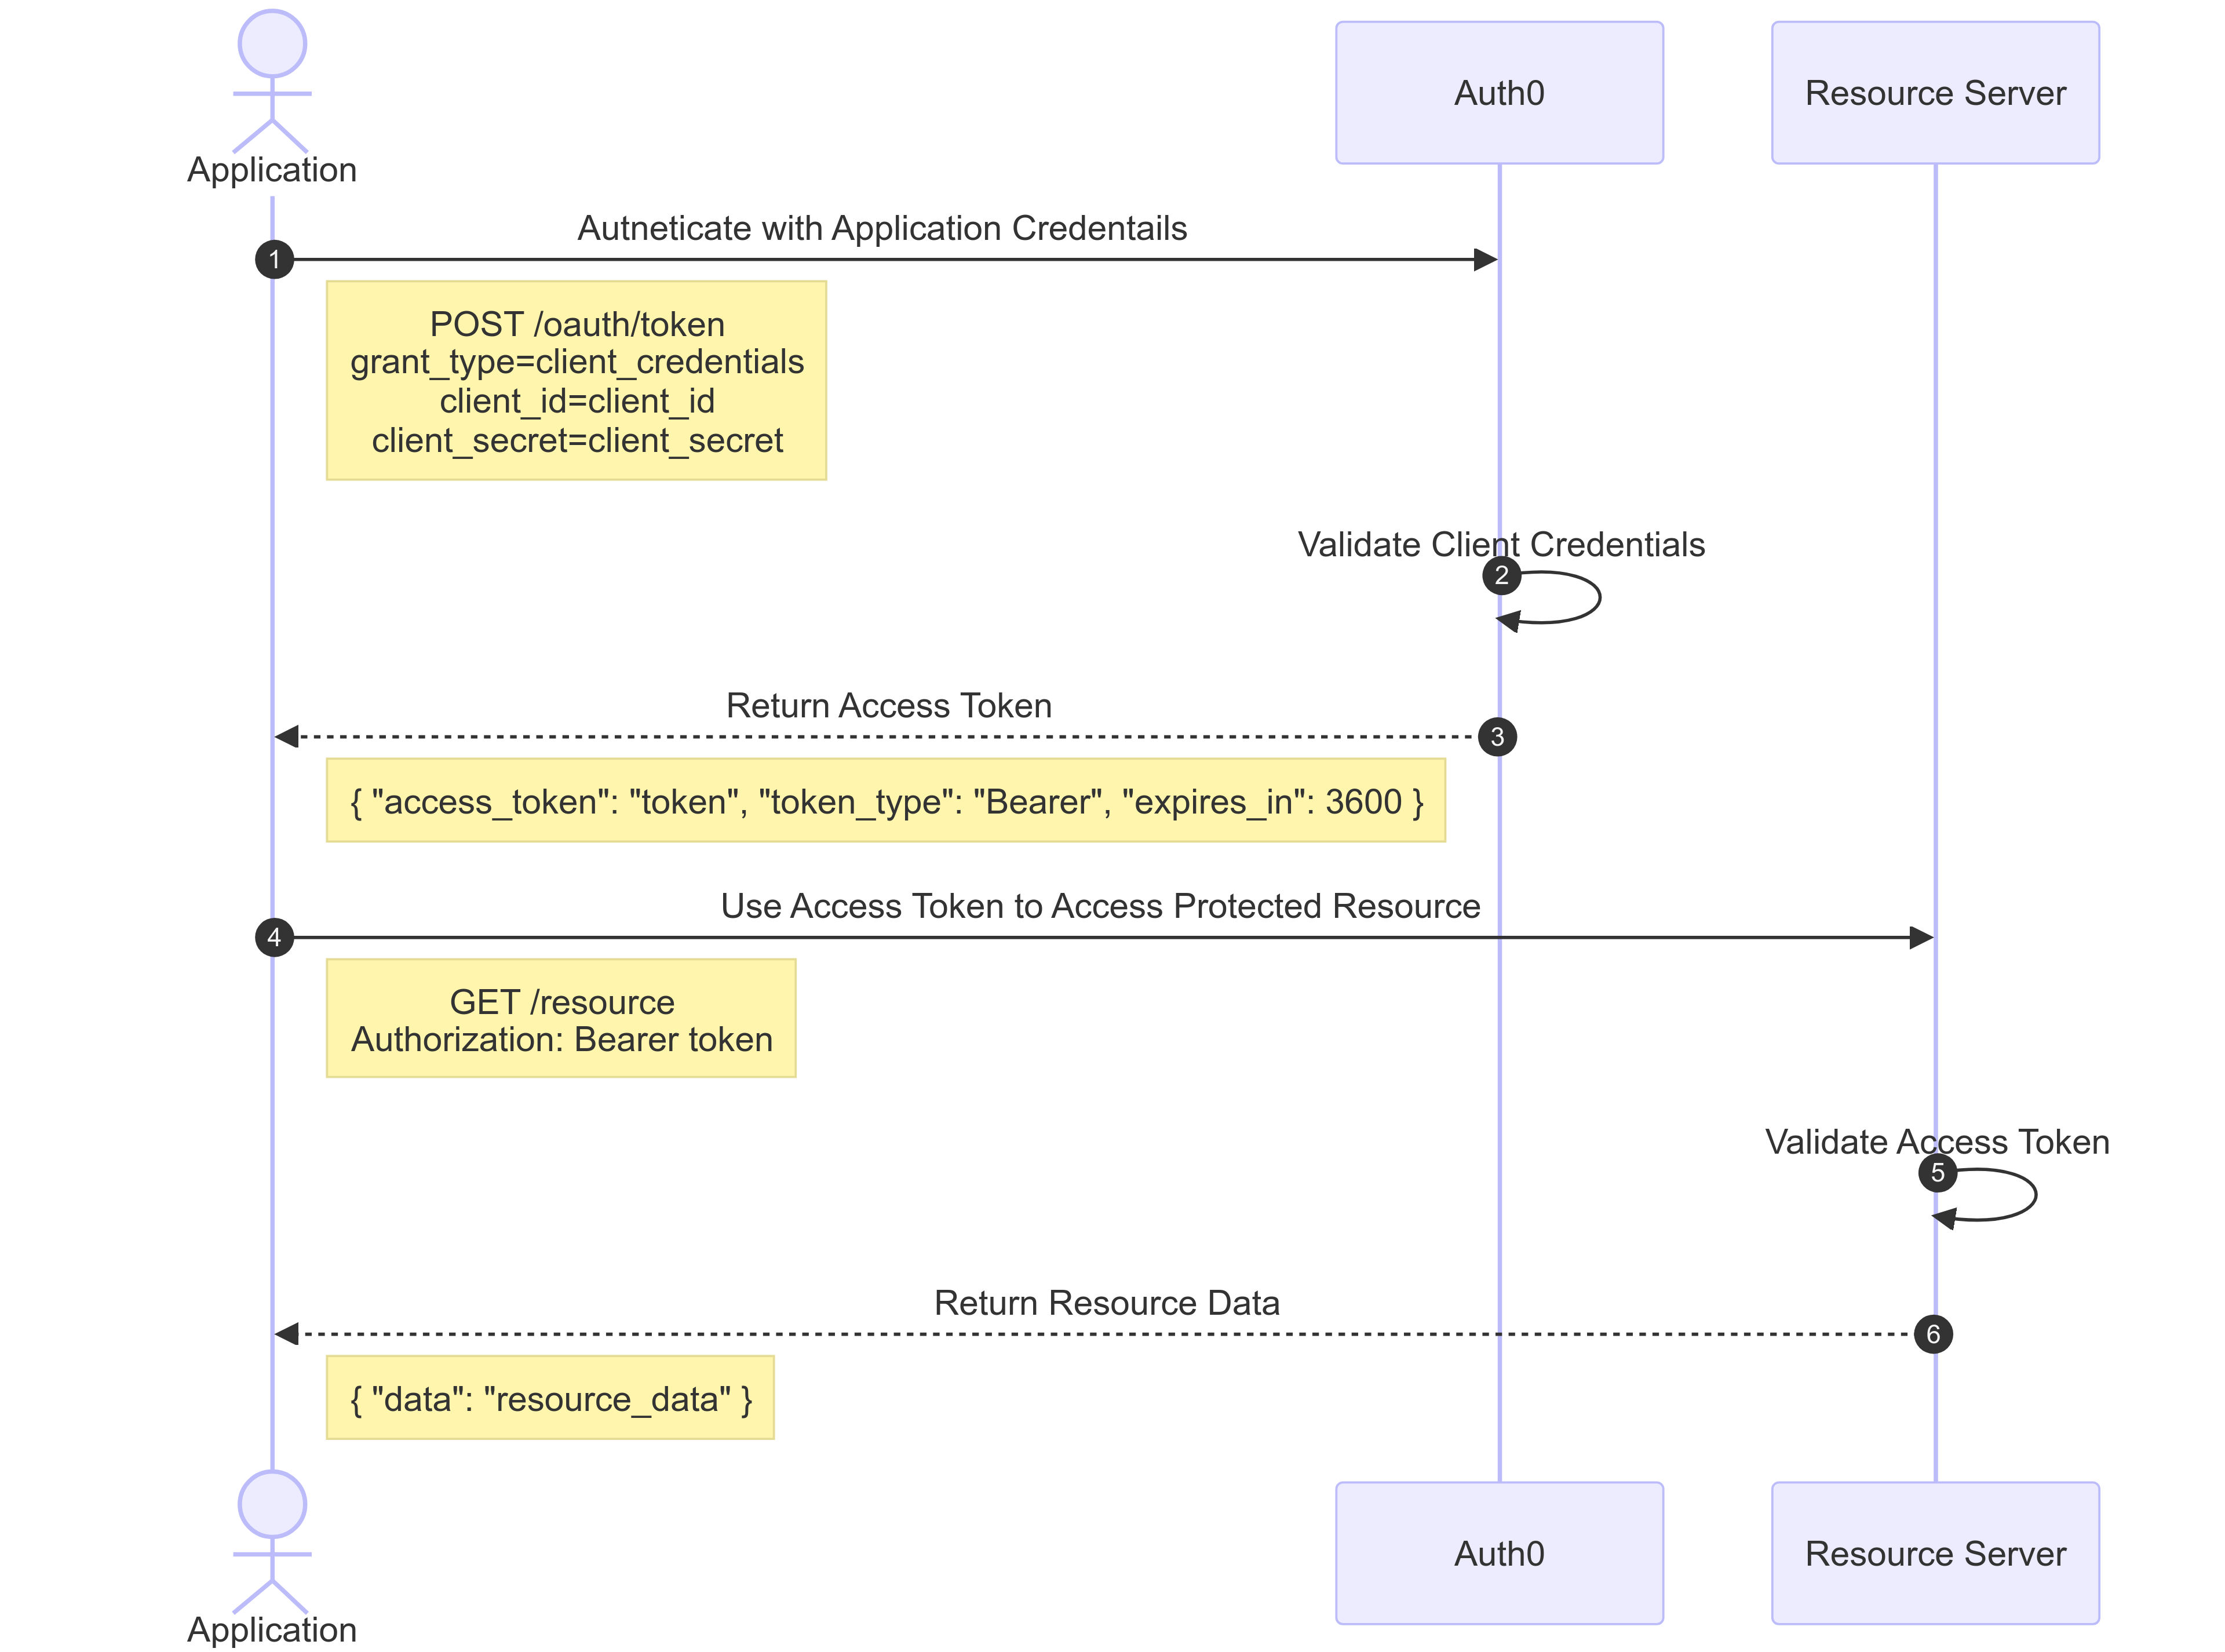 Application
Auth0
Resource Server
Autneticate with Application Credentails
1
POST /oauth/token
grant_type=client_credentials
client_id=client_id
client_secret=client_secret
Validate Client Credentials
2
Return Access Token
3
{ "access_token": "token", "token_type": "Bearer", "expires_in": 3600 }
Use Access Token to Access Protected Resource
4
GET /resource
Authorization: Bearer token
Validate Access Token
5
Return Resource Data
6
{ "data": "resource_data" }
Application
Auth0
Resource Server